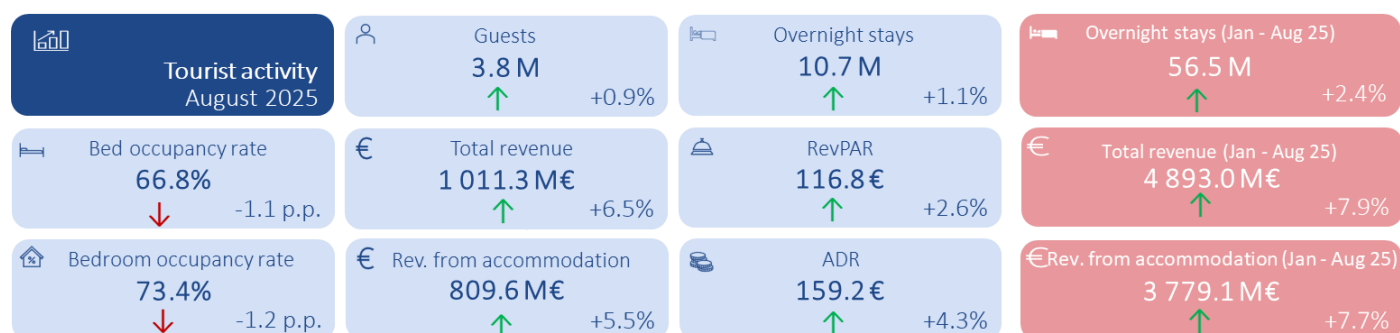 Tourist activity
August 2025
Guests
3.8 M
+0.9%
Overnight stays
10.7 M
+1.1%
Overnight stays (Jan - Aug 25)
56.5 M
+2.4%
Bed occupancy rate
66.8%
-1.1 p.p.
€
Total revenue
1 011.3 M€
+6.5%
RevPAR
116.8 €
+2.6%
€
Total revenue (Jan - Aug 25)
4 893.0 M€
+7.9%
%
Bedroom occupancy rate
73.4%
-1.2 p.p.
€
Rev. from accommodation
809.6 M€
+5.5%
ADR
159.2 €
+4.3%
€Rev. from accommodation (Jan - Aug 25)
3 779.1 M€
+7.7%